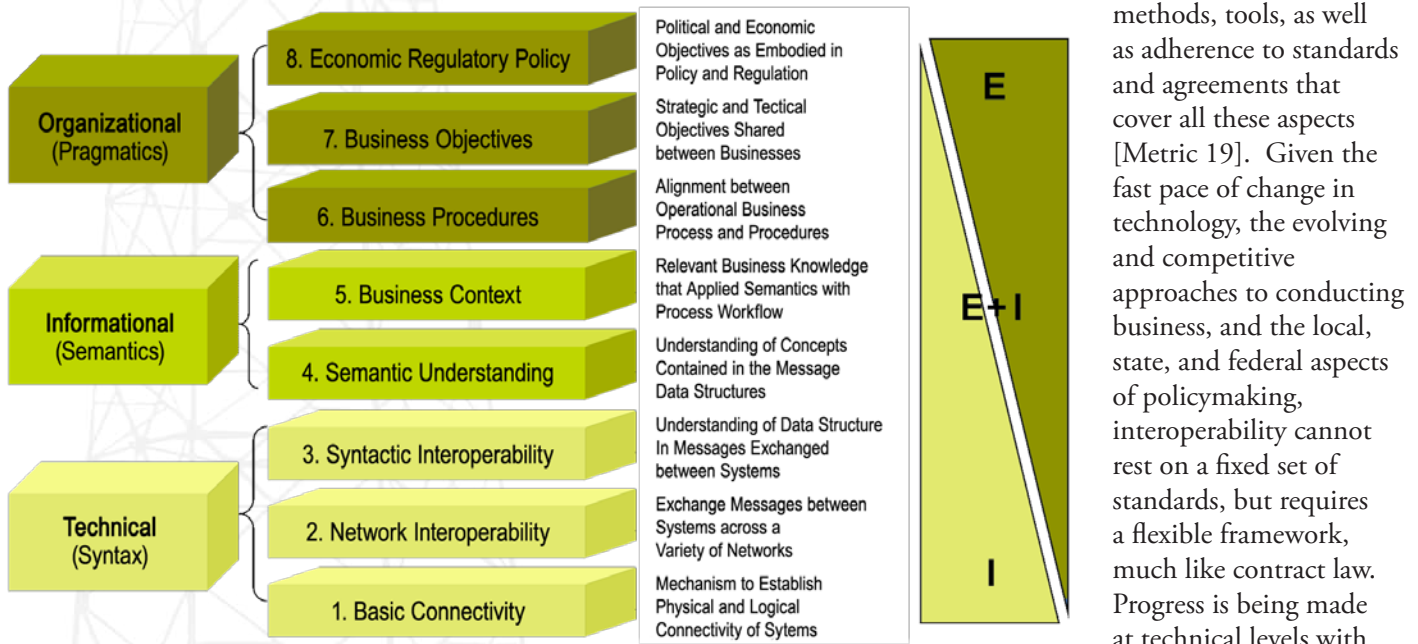 Organizational
(Pragmatics)
8. Economic Regulatory Policy
Political and Economic
Objectives as Embodied in
Policy and Regulation
7. Business Objectives
Strategic and Tectical
Objectives Shared
between Businesses
6. Business Procedures
Alignment between
Operational Business
Process and Procedures
Informational
(Semantics)
5. Business Context
Relevant Business Knowledge
that Applied Semantics with
Process Workflow
4. Semantic Understanding
Understanding of Concepts
Contained in the Message
Data Structures
Technical
(Syntax)
3. Syntactic Interoperability
Understanding of Data Structure
In Messages Exchanged
between Systems
2. Network Interoperability
Exchange Messages between
Systems across a
Variety of Networks
1. Basic Connectivity
Mechanism to Establish
Physical and Logical
Connectivity of Sytems
E
E+I
I
methods, tools, as well
as adherence to standards
and agreements that
cover all these aspects
[Metric 19]. Given the
fast pace of change in
technology, the evolving
and competitive
approaches to conducting
business, and the local,
state, and federal aspects
of policymaking,
interoperability cannot
rest on a fixed set of
standards, but requires
a flexible framework,
much like contract law.
Progress is being made
at technical levels with